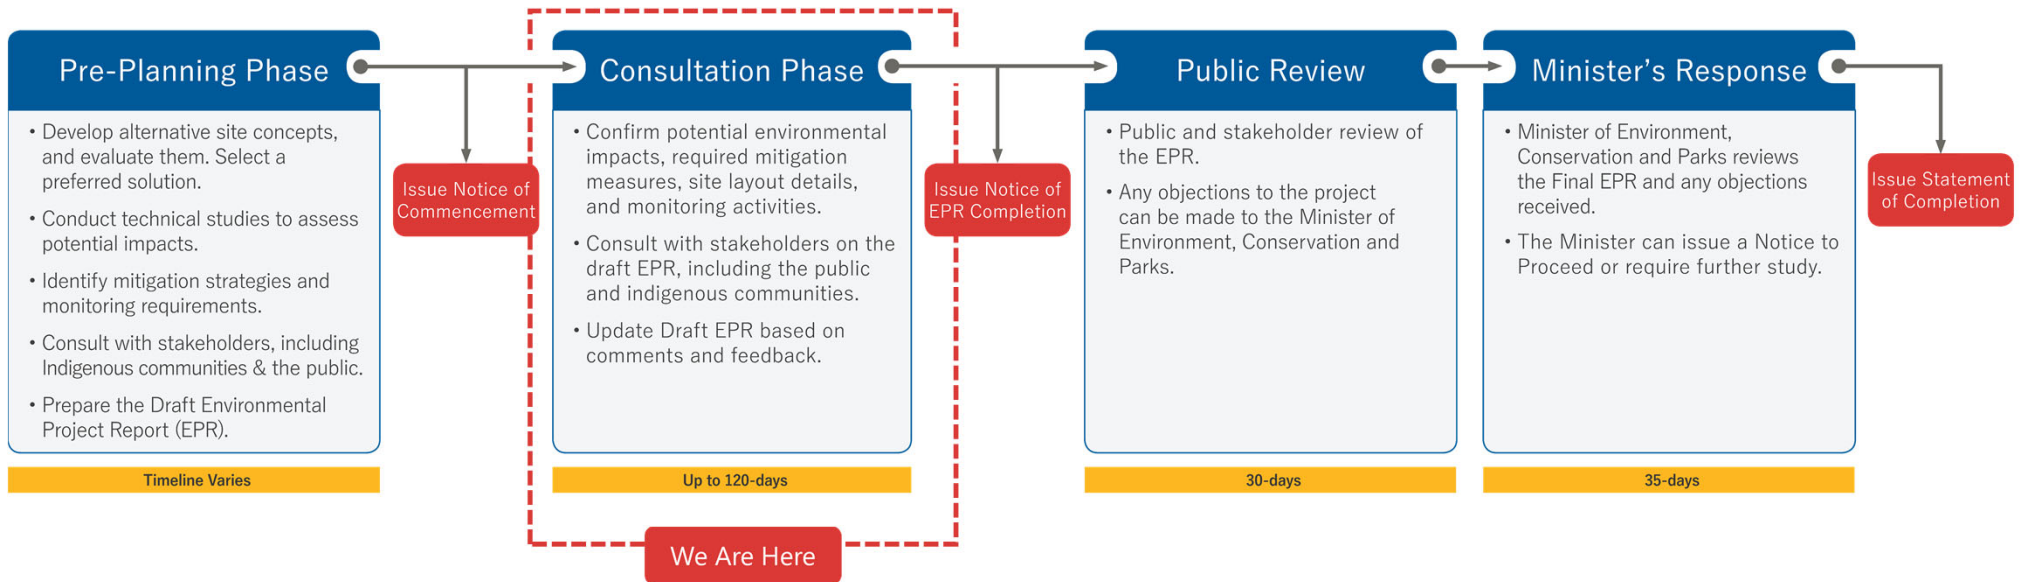 Pre-Planning Phase
• Develop alternative site concepts,
and evaluate them. Select a
preferred solution.
• Conduct technical studies to assess
potential impacts.
• Identify mitigation strategies and
monitoring requirements.
• Consult with stakeholders, including
Indigenous communities & the public.
• Prepare the Draft Environmental
Project Report (EPR).
Timeline Varies
Issue Notice of
Commencement
Consultation Phase
• Confirm potential environmental
impacts, required mitigation
measures, site layout details,
and monitoring activities.
• Consult with stakeholders on the
draft EPR, including the public
and indigenous communities.
• Update Draft EPR based on
comments and feedback.
Up to 120-days
We Are Here
Issue Notice of
EPR Completion
Public Review
• Public and stakeholder review of
the EPR.
• Any objections to the project
can be made to the Minister of
Environment, Conservation and
Parks.
30-days
Minister's Response
• Minister of Environment,
Conservation and Parks reviews
the Final EPR and any objections
received.
• The Minister can issue a Notice to
Proceed or require further study.
35-days
Issue Statement
of Completion